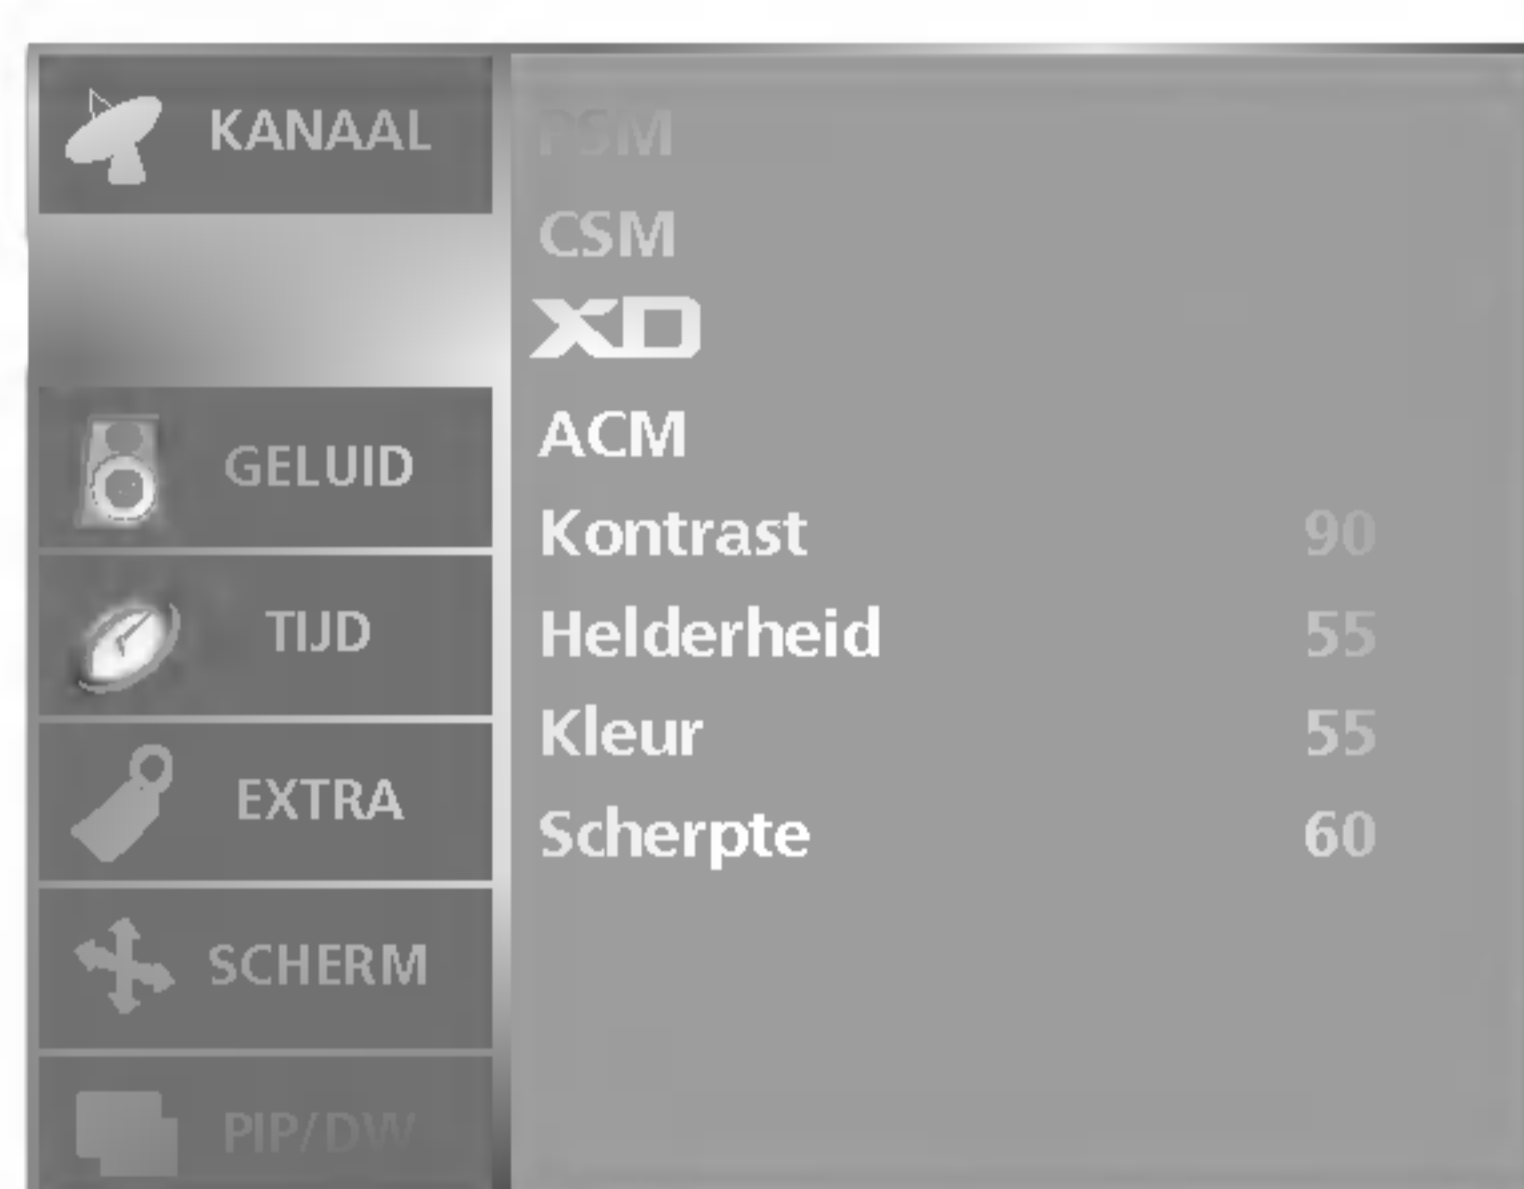 KANAAL
GELUID
TIJD
EXTRA
SCHERM
PIP/DW
PSM
CSM
XD
ACM
Kontrast 90
Helderheid 55
Kleur 55
Scherpte 60